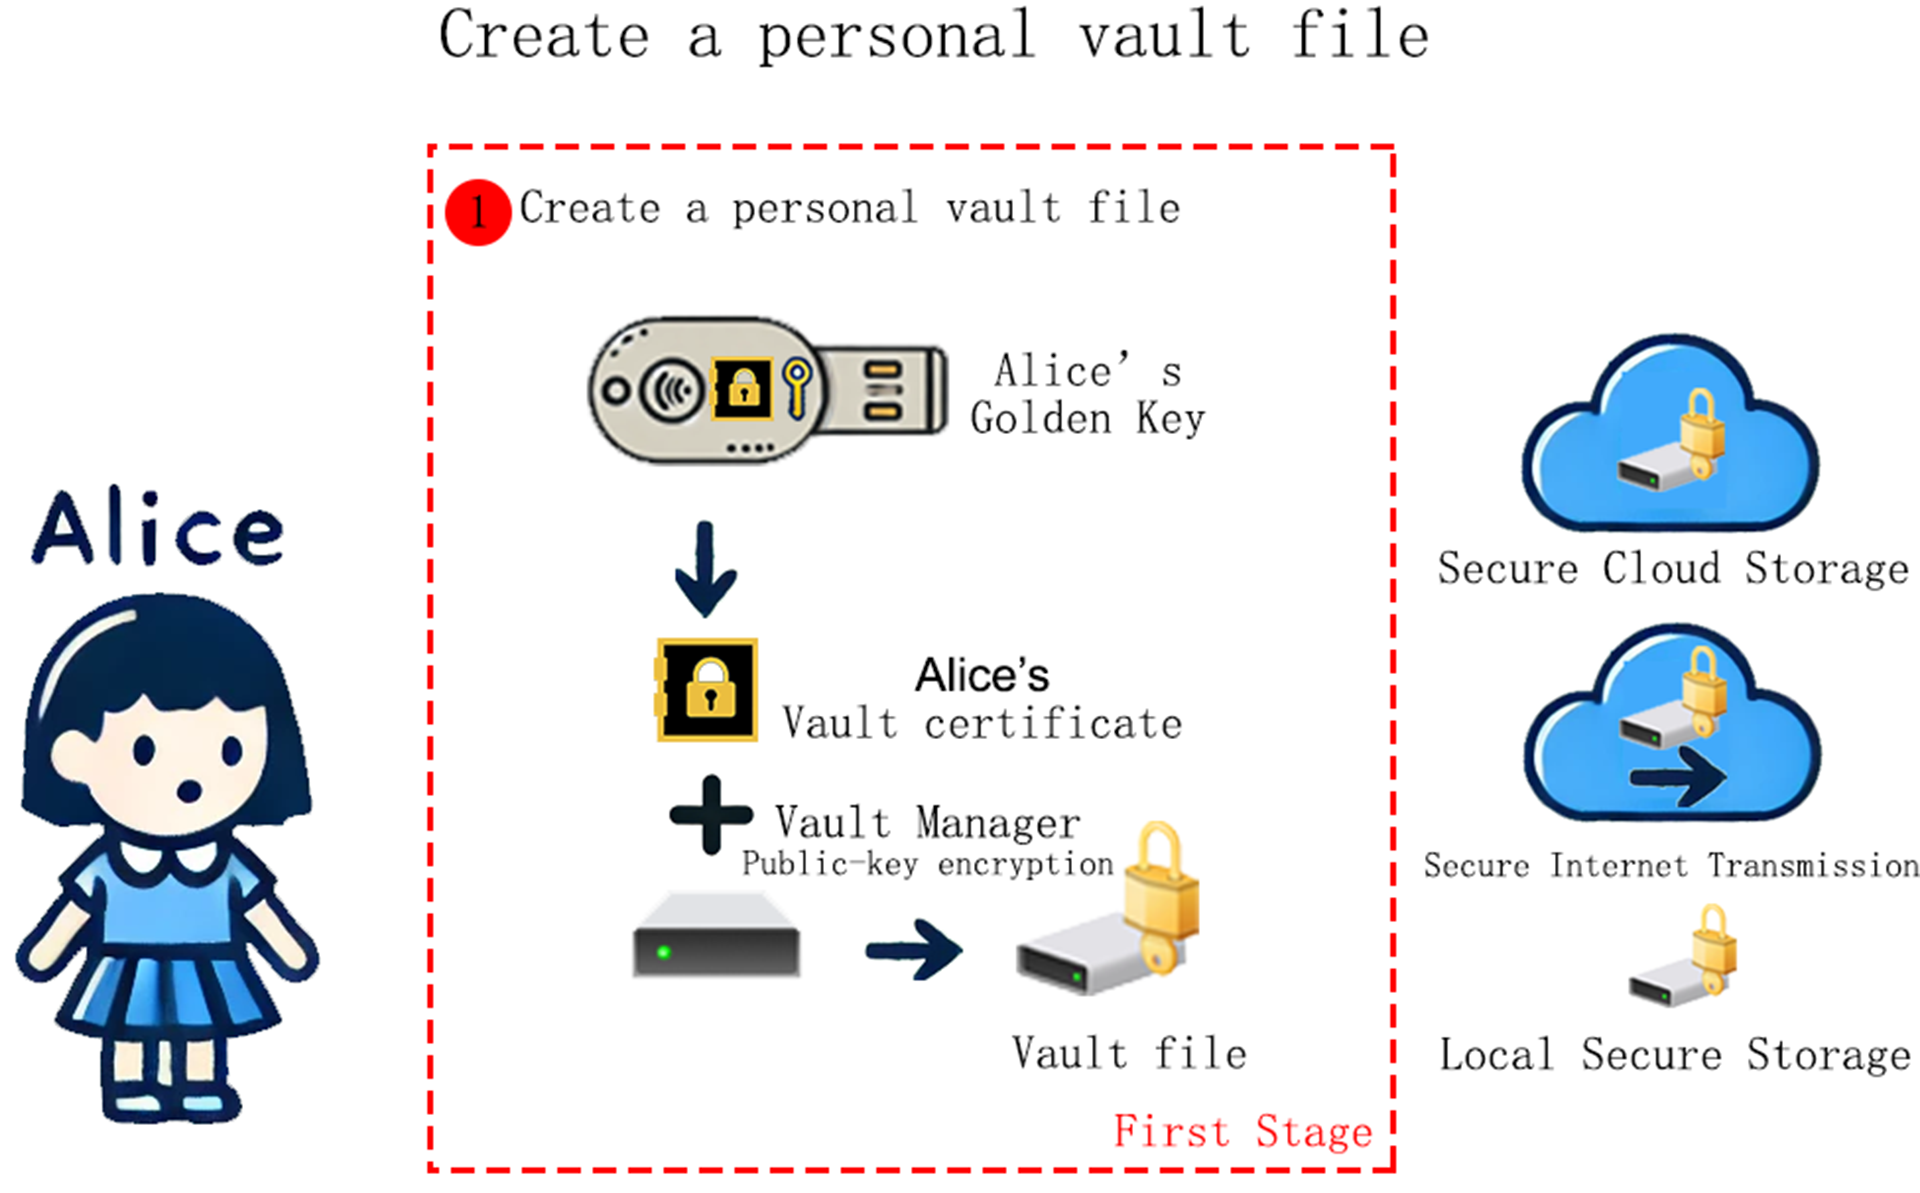 Create a personal vault file
1 Create a personal vault file
Alice’s
Golden Key
Alice
Alice’s
Vault certificate
Vault Manager
Public-key encryption
Vault file
First Stage
Secure Cloud Storage
Secure Internet Transmission
Local Secure Storage